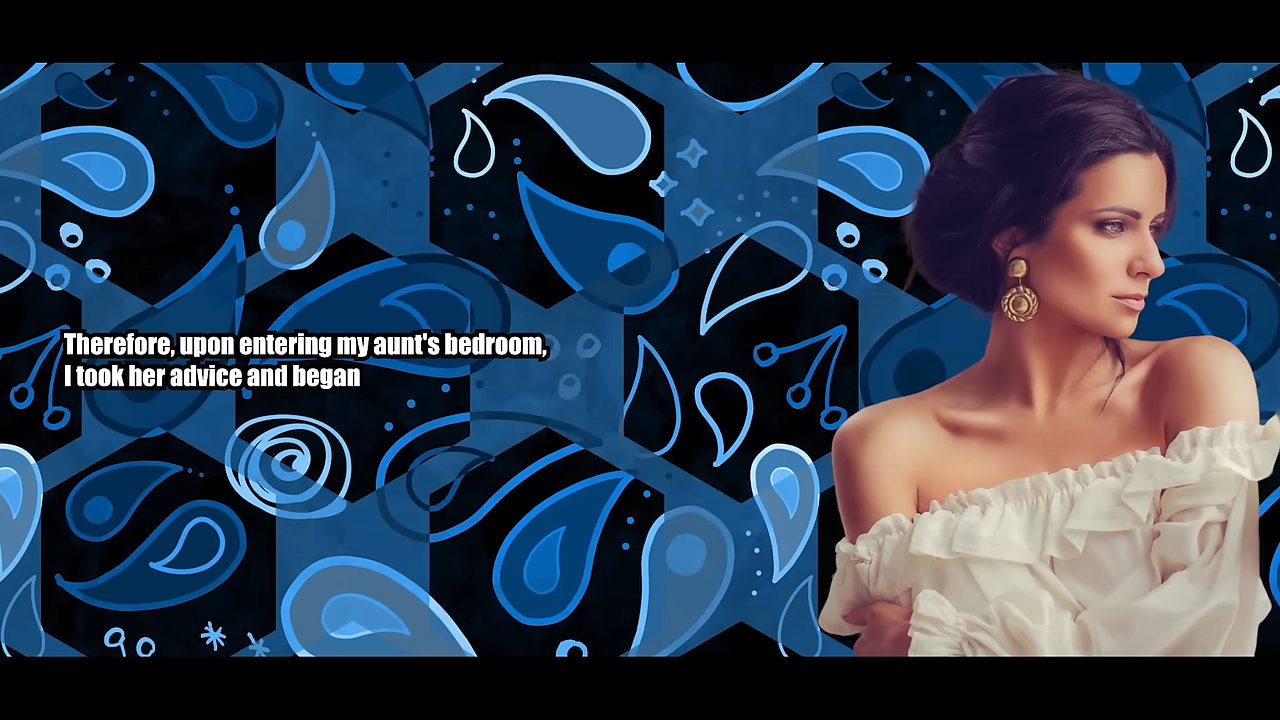 Therefore, upon entering my aunt's bedroom,
I took her advice and began